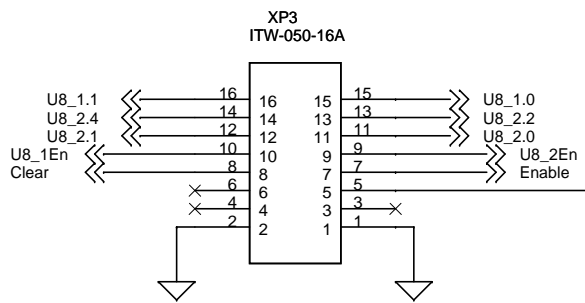 XP3
ITW-050-16A
U8_1.1 16 16 15 15 U8_1.0
U8_2.4 14 14 13 13 U8_2.2
U8_2.1 12 12 11 11 U8_2.0
U8_1En 10 10 9 9 U8_2En
Clear 8 8 7 7 Enable
6 6 5 5
4 4 3 3
2 2 1 1